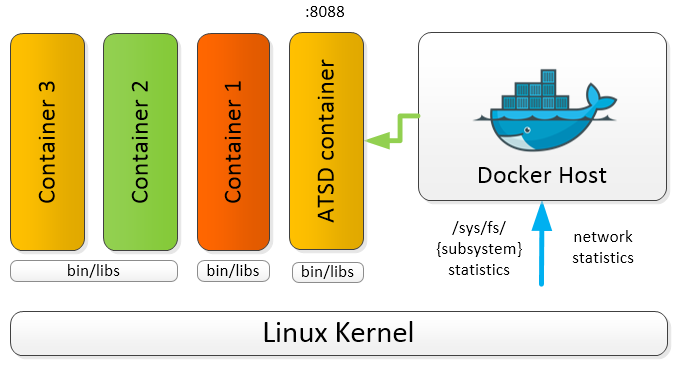 :8088
Container 3
Container 2
Container 1
ATSD container
Docker Host
bin/libs
bin/libs
bin/libs
/sys/fs/
{subsystem}
statistics
network
statistics
Linux Kernel